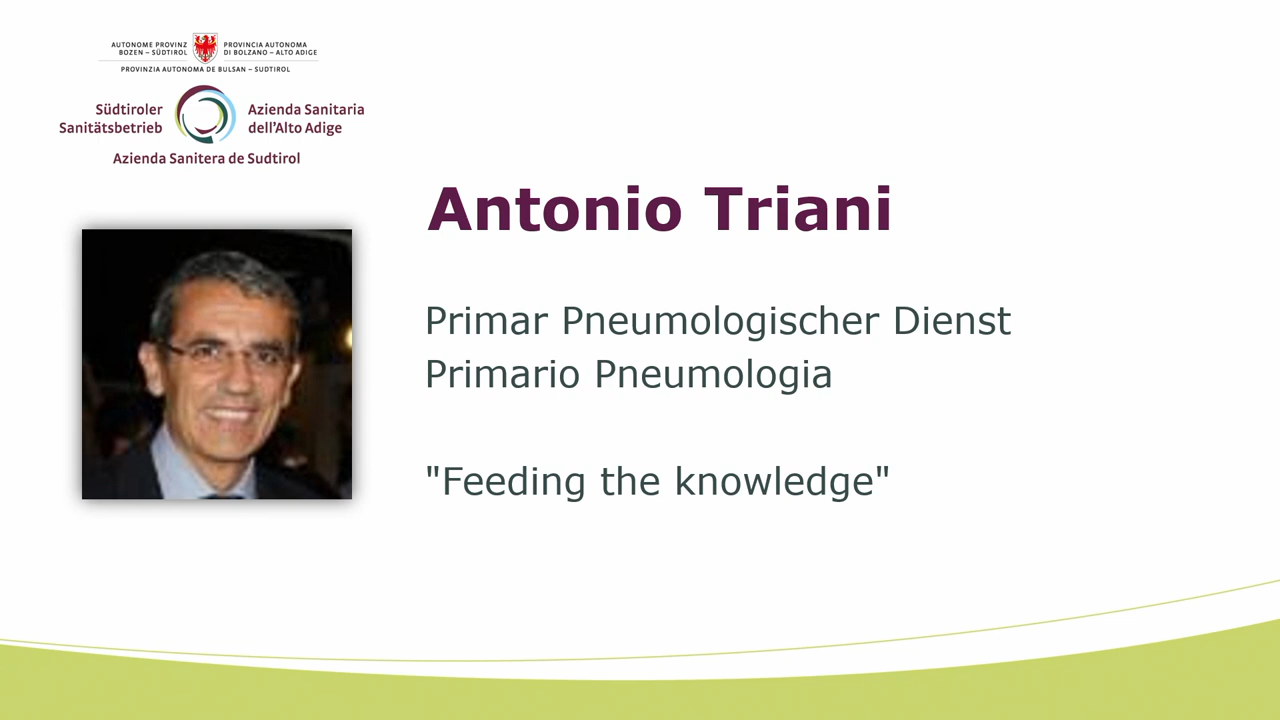 AUTONOME PROVINZ
BOZEN – SÜDTIROL
PROVINCIA AUTONOMA
DI BOLZANO – ALTO ADIGE
PROVINZIA AUTONOMA DE BULSAN – SUDTIROL
Südtiroler
Sanitätsbetrieb
Azienda Sanitaria
dell'Alto Adige
Azienda Sanitera de Sudtirol
Antonio Triani
Primar Pneumologischer Dienst
Primario Pneumologia
"Feeding the knowledge"